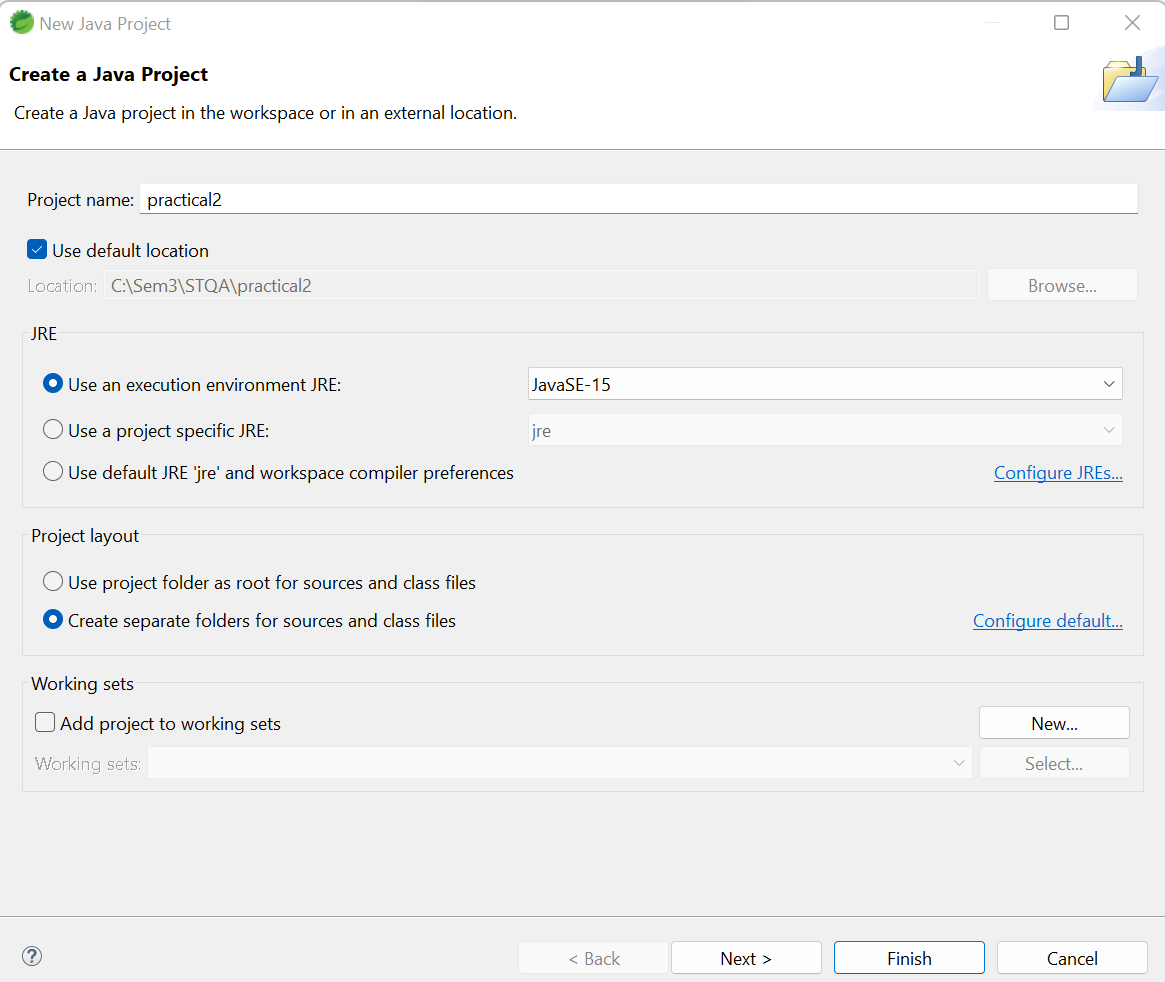 New Java Project
Create a Java Project
Create a Java project in the workspace or in an external location.
Project name: practical2
Use default location
Location: C:\Sem3\STQA\practical2 Browse...
JRE
Use an execution environment JRE: JavaSE-15
Use a project specific JRE: jre
Use default JRE 'jre' and workspace compiler preferences Configure JREs...
Project layout
Use project folder as root for sources and class files
Create separate folders for sources and class files Configure default...
Working sets
Add project to working sets New...
Working sets: Select...
? < Back Next > Finish Cancel